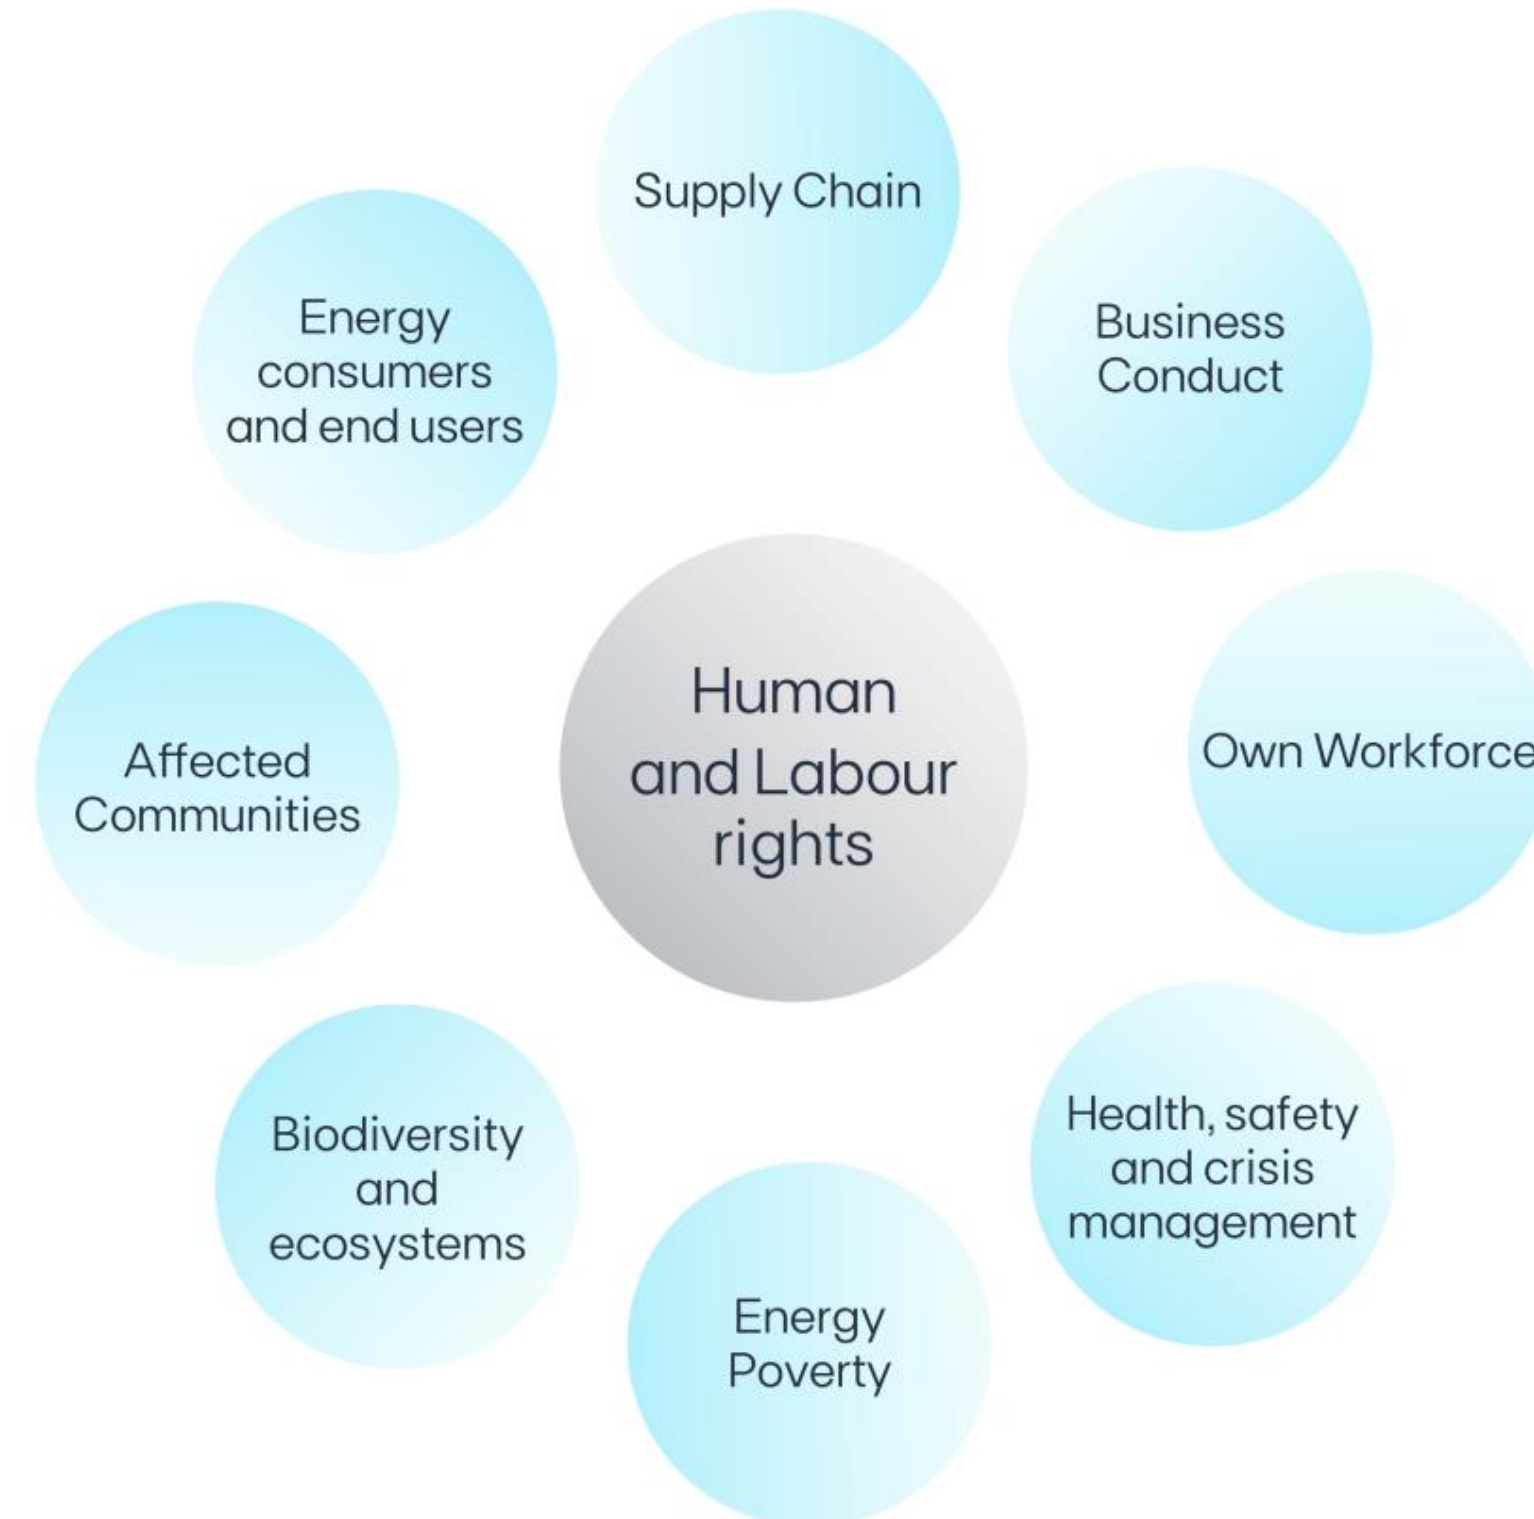 Supply Chain
Business
Conduct
Energy
consumers
and end users
Human
and Labour
rights
Own Workforce
Affected
Communities
Health, safety
and crisis
management
Biodiversity
and
ecosystems
Energy
Poverty